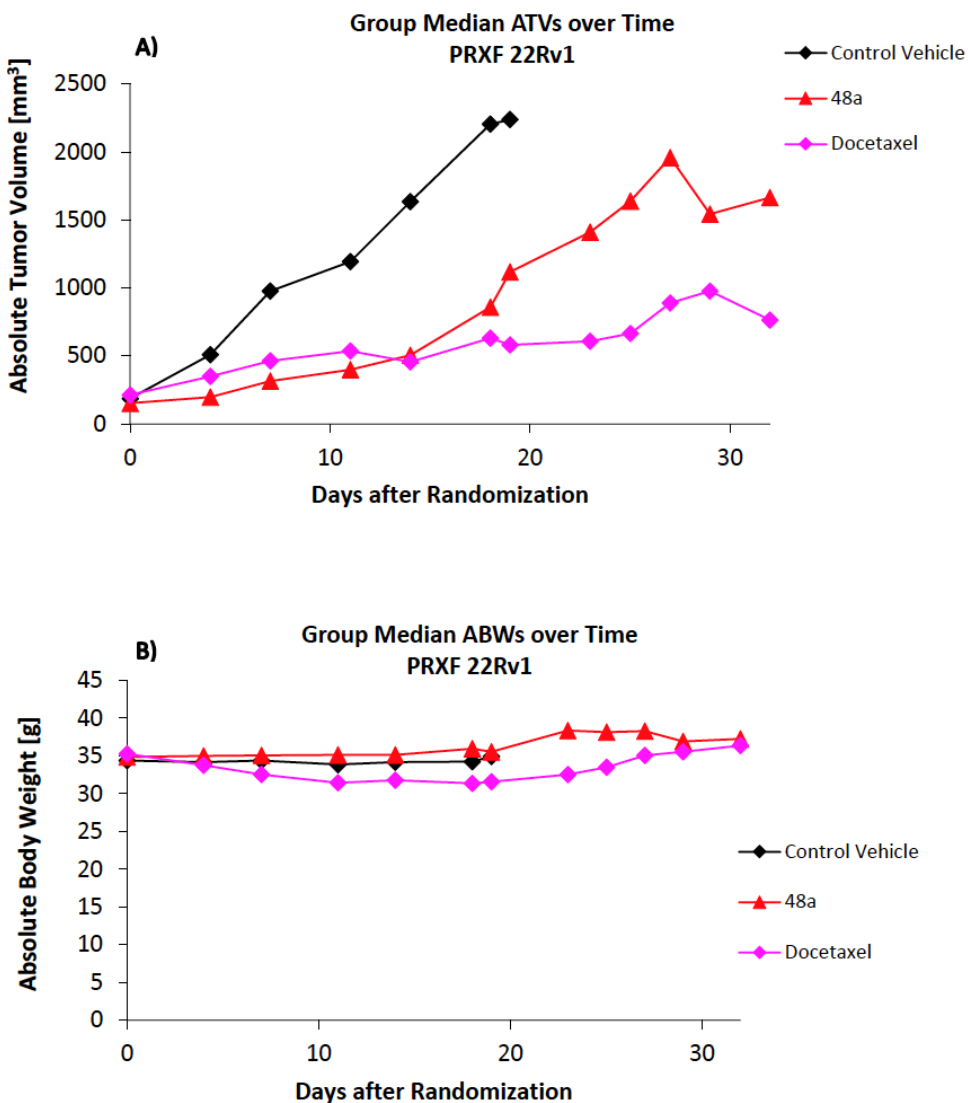 A)
Group Median ATVs over Time
PRXF 22Rv1
Control Vehicle
48a
Docetaxel
Absolute Tumor Volume [mm³]
2500
2000
1500
1000
500
0
0 10 20 30
Days after Randomization
B)
Group Median ABWs over Time
PRXF 22Rv1
Absolute Body Weight [g]
45
40
35
30
25
20
15
10
5
0
Control Vehicle
48a
Docetaxel
0 10 20 30
Days after Randomization